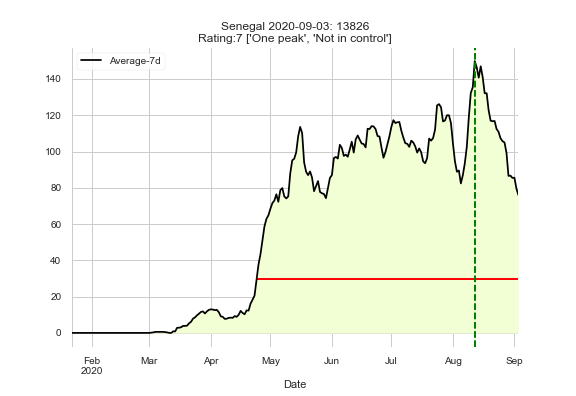 Senegal 2020-09-03: 13826
Rating:7 ['One peak', 'Not in control']
Average-7d
140
120
100
80
60
40
20
0
Feb Mar Apr May Jun Jul Aug Sep
2020
Date